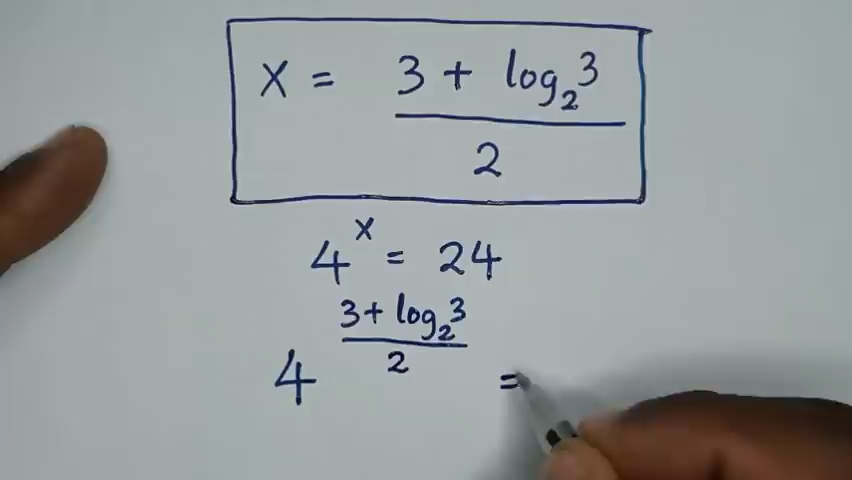 x = (3 + log₂3)/2
4^x = 24
4^((3 + log₂3)/2) =